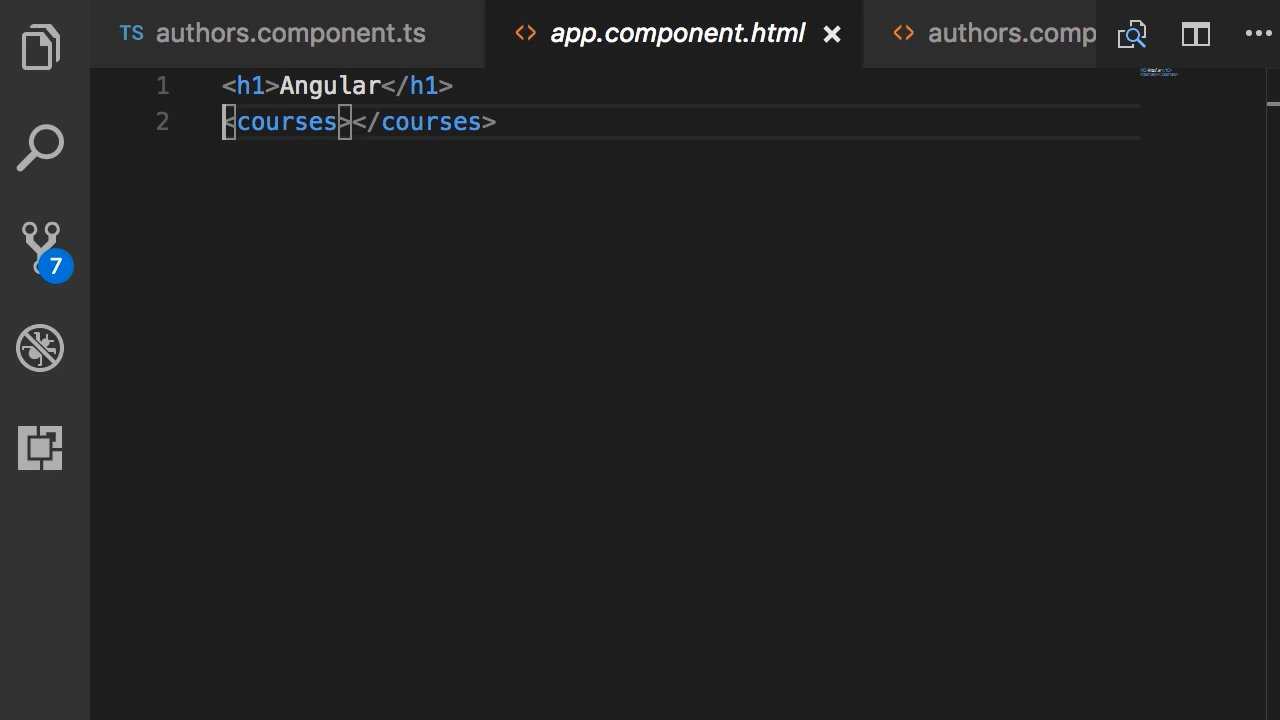 TS authors.component.ts
<> app.component.html ×
<> authors.comp
1 <h1>Angular</h1>
2 <courses></courses>
7